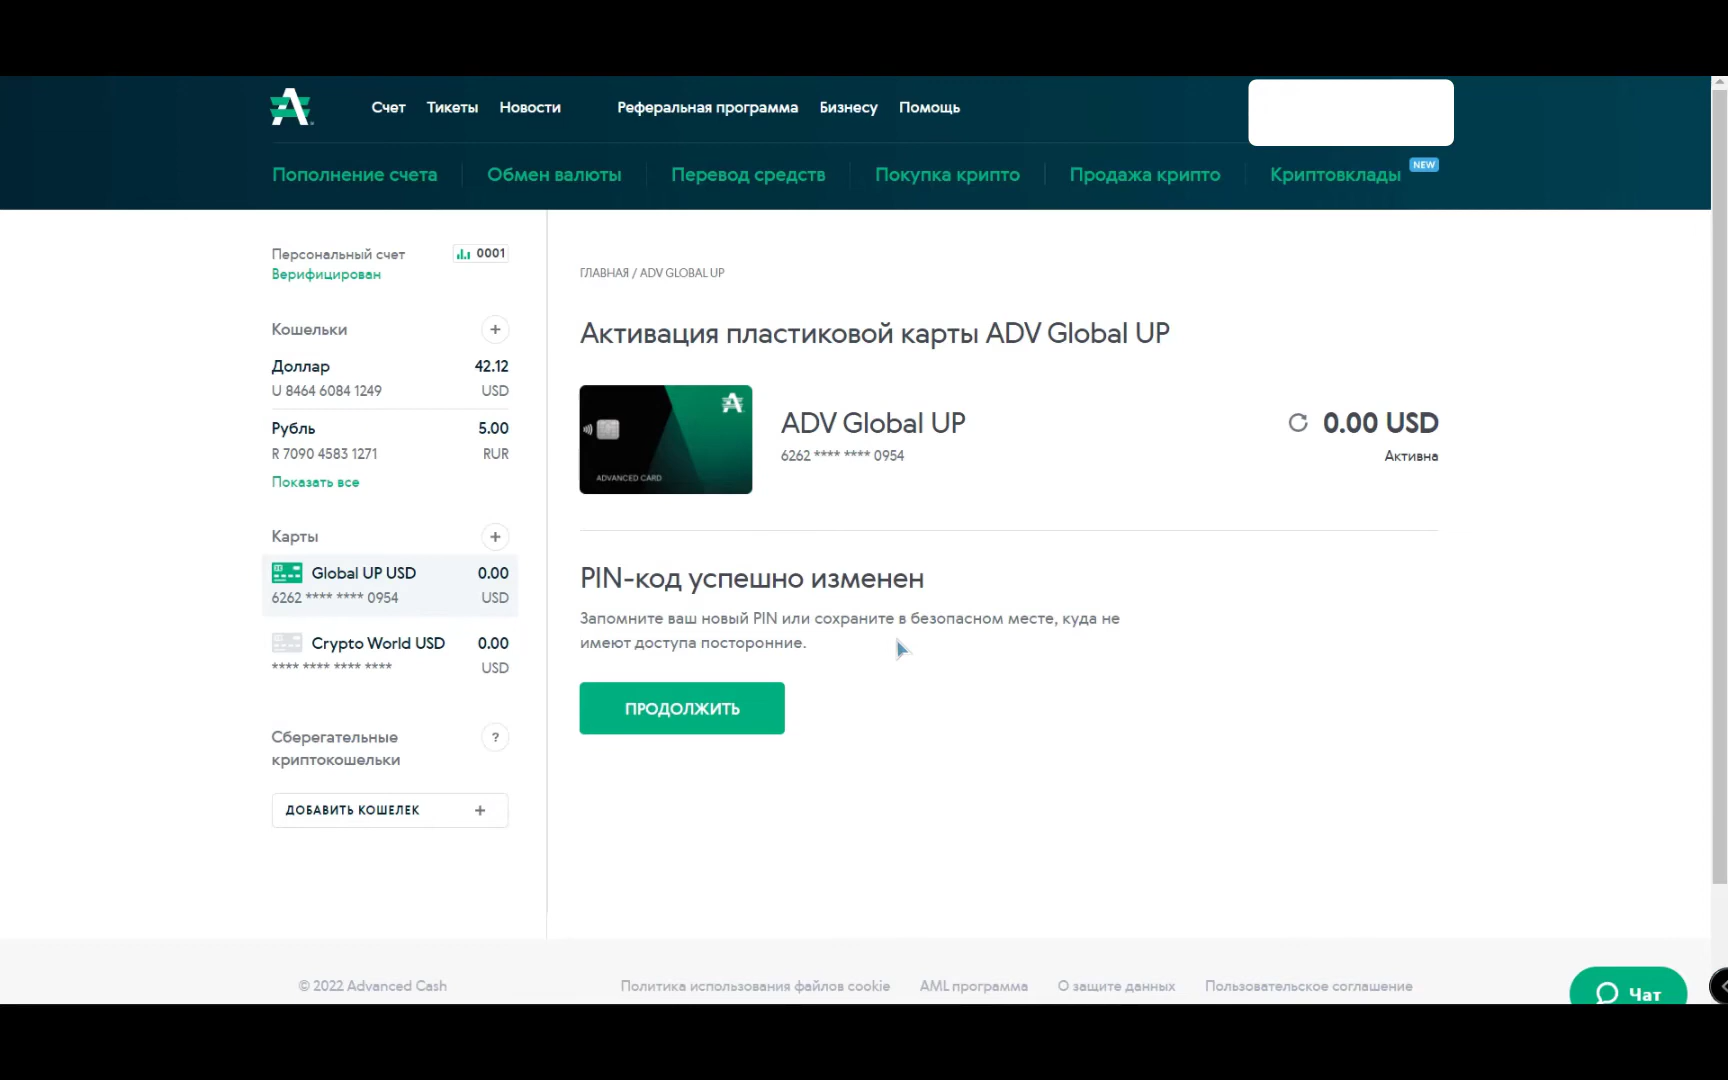 Счет Тикеты Новости Реферальная программа Бизнесу Помощь
Пополнение счета Обмен валюты Перевод средств Покупка крипто Продажа крипто Криптовклады NEW
Персональный счет 0001
Верифицирован
Кошельки +
Доллар 42.12
U 8464 6084 1249 USD
Рубль 5.00
R 7090 4583 1271 RUR
Показать все
Карты +
Global UP USD 0.00
6262 **** **** 0954 USD
Crypto World USD 0.00
**** **** **** **** USD
Сберегательные ?
криптокошельки
ДОБАВИТЬ КОШЕЛЕК +
ГЛАВНАЯ / ADV GLOBAL UP
Активация пластиковой карты ADV Global UP
ADVANCED CARD
ADV Global UP 0.00 USD
6262 **** **** 0954 Активна
PIN-код успешно изменен
Запомните ваш новый PIN или сохраните в безопасном месте, куда не
имеют доступа посторонние.
ПРОДОЛЖИТЬ
© 2022 Advanced Cash Политика использования файлов cookie AML программа О защите данных Пользовательское соглашение
Чат